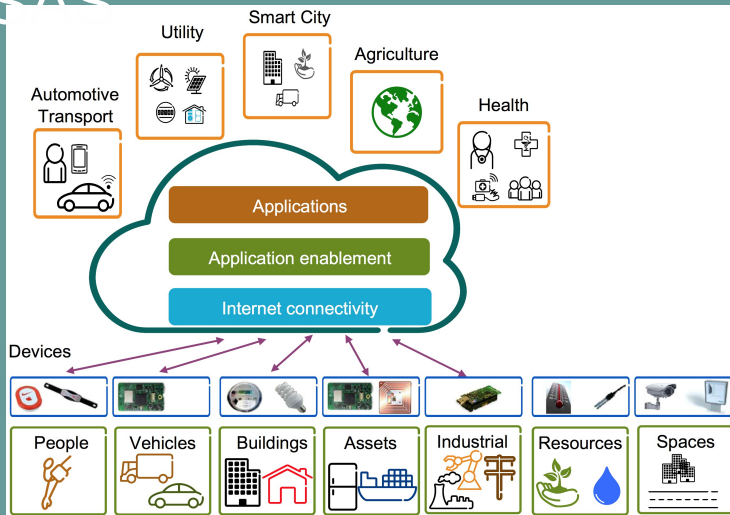 Smart City
Utility
Agriculture
Automotive
Transport
Health
Applications
Application enablement
Internet connectivity
Devices
People
Vehicles
Buildings
Assets
Industrial
Resources
Spaces